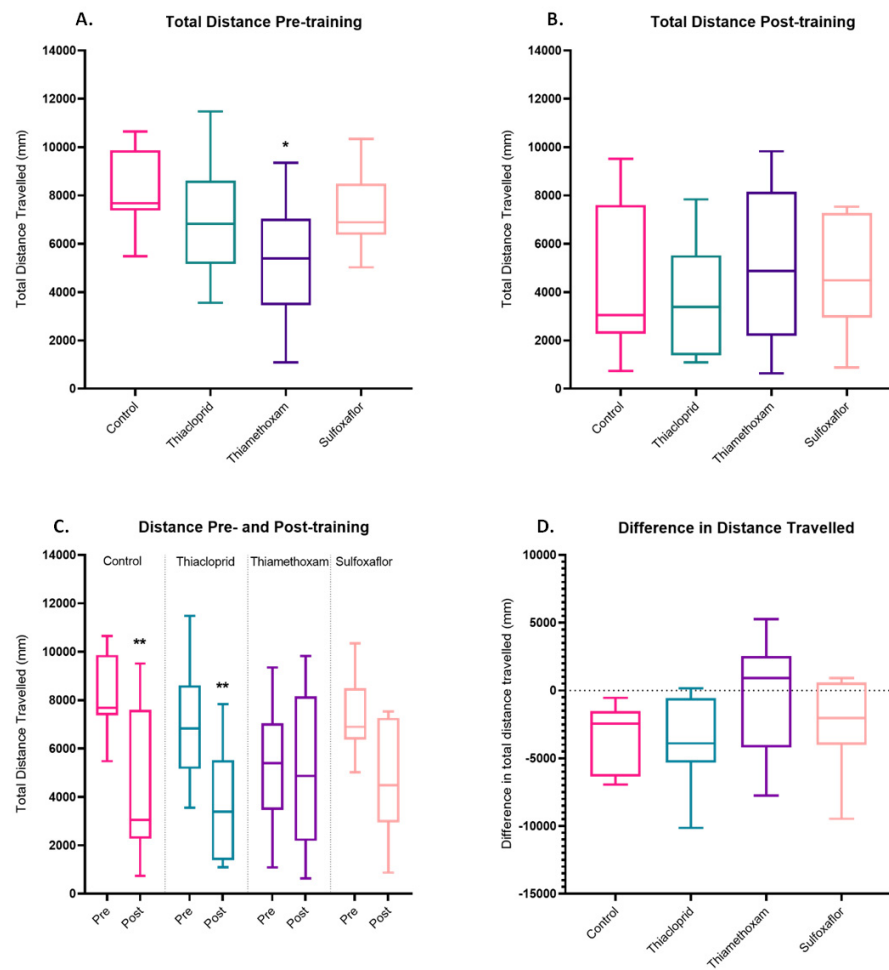 A. Total Distance Pre-training
Total Distance Travelled (mm)
14000
12000
10000
8000
6000
4000
2000
0
*
Control
Thiacloprid
Thiamethoxam
Sulfoxaflor
B. Total Distance Post-training
Total Distance Travelled (mm)
14000
12000
10000
8000
6000
4000
2000
0
Control
Thiacloprid
Thiamethoxam
Sulfoxaflor
C. Distance Pre- and Post-training
Total Distance Travelled (mm)
14000
12000
10000
8000
6000
4000
2000
0
Control Thiacloprid Thiamethoxam Sulfoxaflor
**
**
Pre Post Pre Post Pre Post Pre Post
D. Difference in Distance Travelled
Difference in total distance travelled (mm)
10000
5000
0
-5000
-10000
-15000
Control
Thiacloprid
Thiamethoxam
Sulfoxaflor